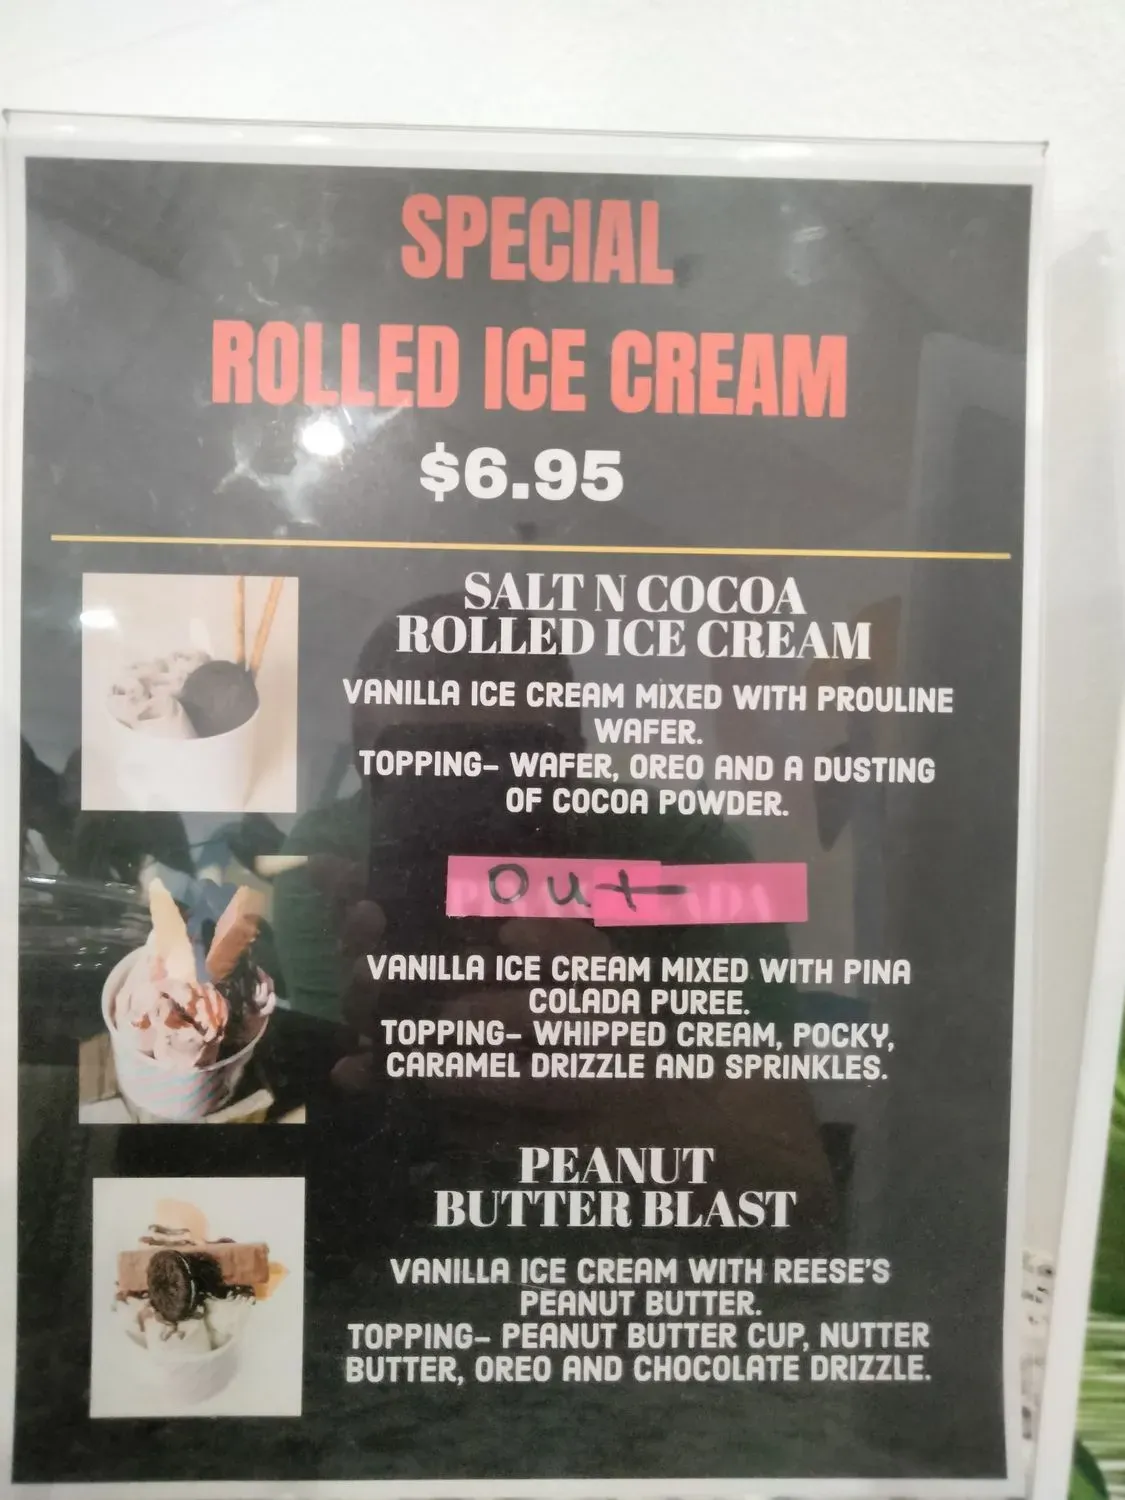 SPECIAL
ROLLED ICE CREAM
$6.95
SALT N COCOA
ROLLED ICE CREAM
VANILLA ICE CREAM MIXED WITH PROULINE
WAFER.
TOPPING- WAFER, OREO AND A DUSTING
OF COCOA POWDER.
out
VANILLA ICE CREAM MIXED WITH PINA
COLADA PUREE.
TOPPING- WHIPPED CREAM, POCKY,
CARAMEL DRIZZLE AND SPRINKLES.
PEANUT
BUTTER BLAST
VANILLA ICE CREAM WITH REESE'S
PEANUT BUTTER.
TOPPING- PEANUT BUTTER CUP, NUTTER
BUTTER, OREO AND CHOCOLATE DRIZZLE.